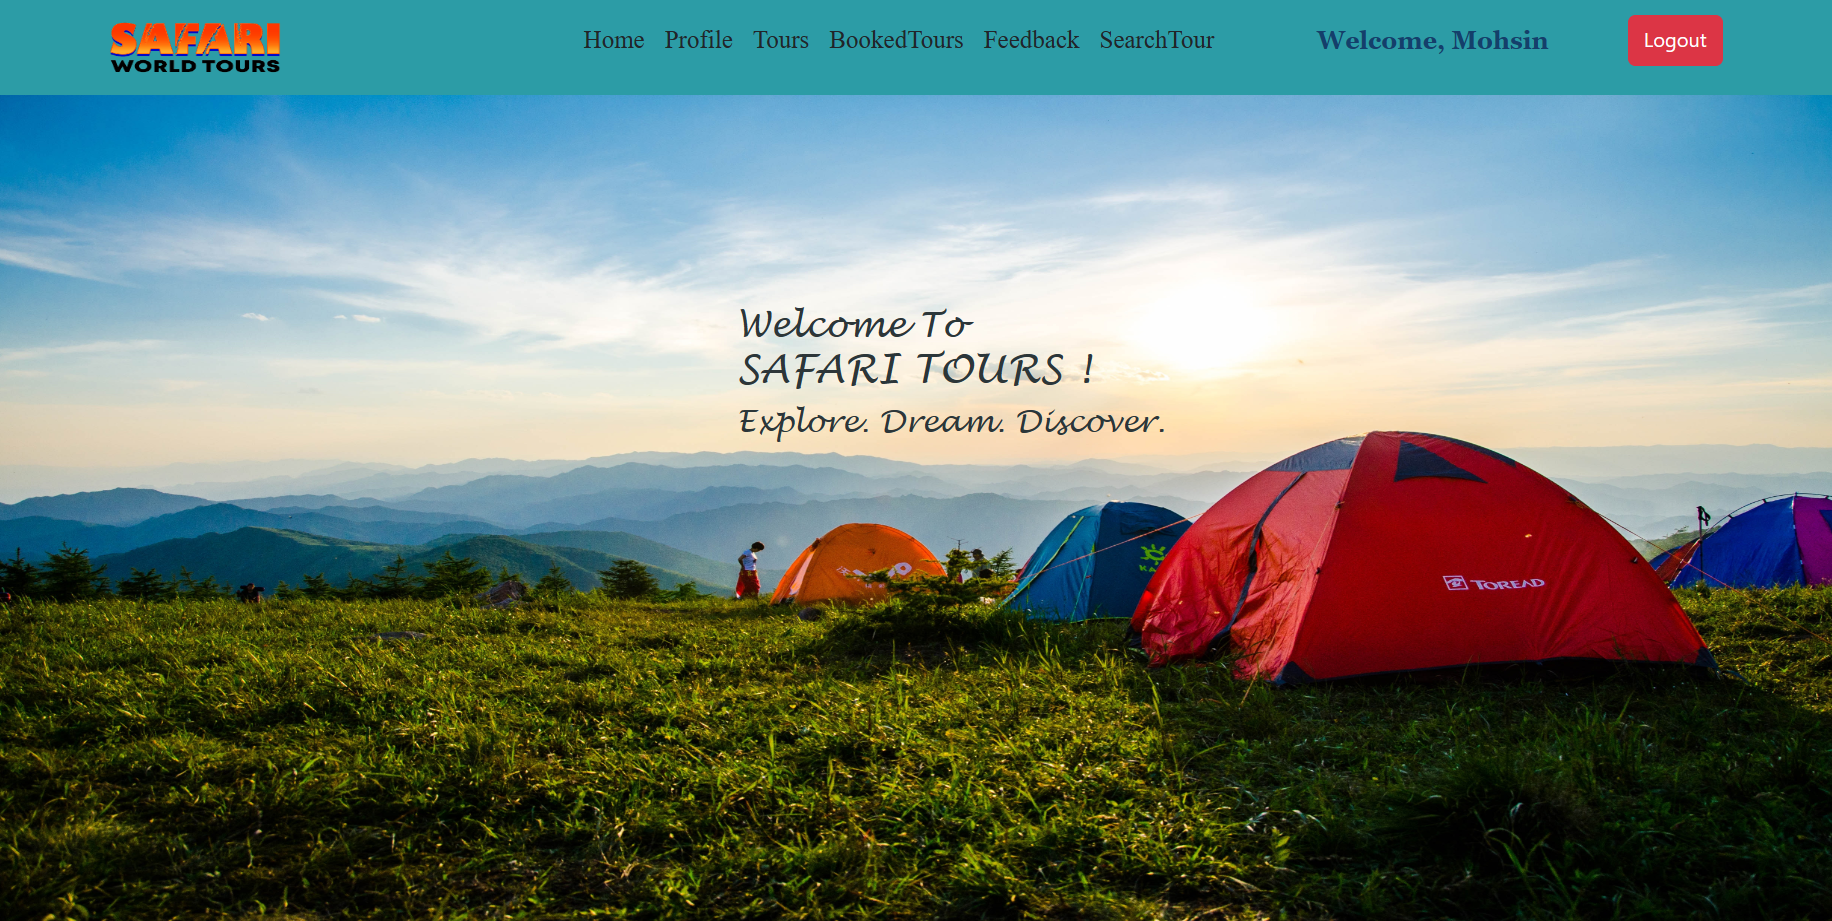 SAFARI
WORLD TOURS
Home Profile Tours BookedTours Feedback SearchTour
Welcome, Mohsin
Logout
Welcome To
SAFARI TOURS !
Explore. Dream. Discover.
TOREAD